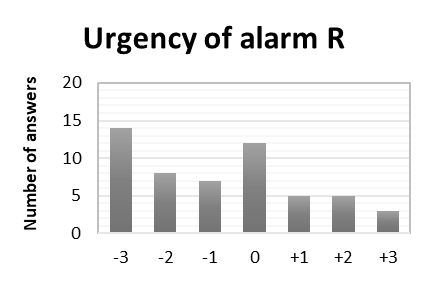 Urgency of alarm R
Number of answers
20
15
10
5
0
-3 -2 -1 0 +1 +2 +3